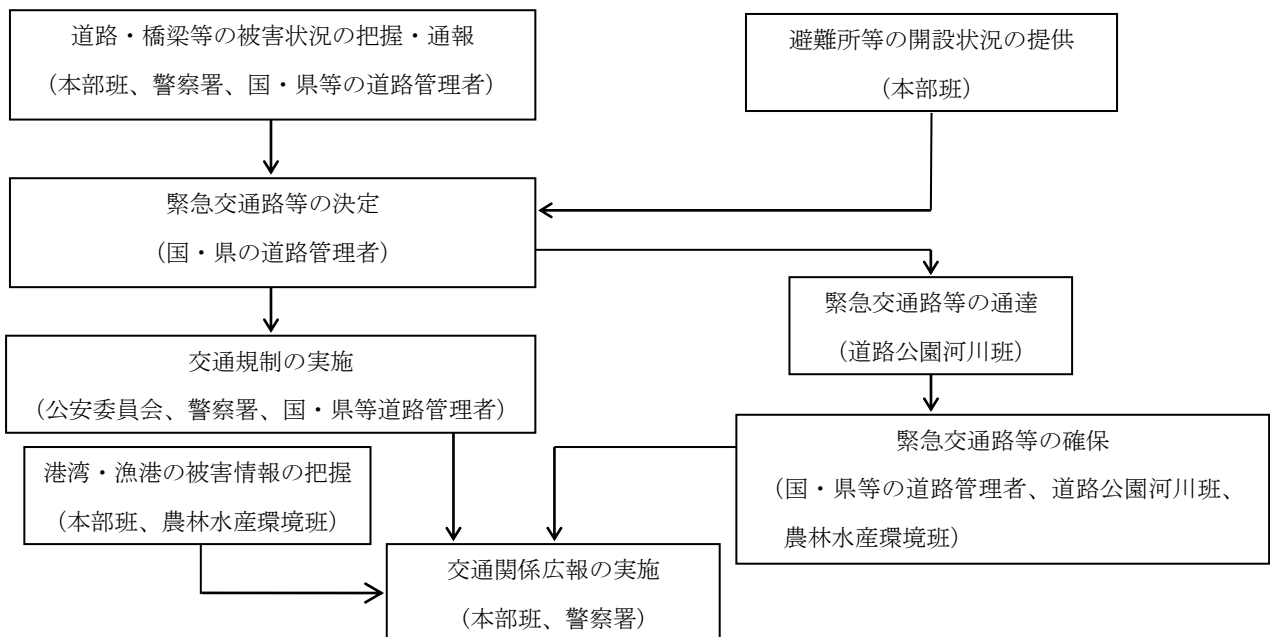 道路・橋梁等の被害状況の把握・通報
（本部班、警察署、国・県等の道路管理者）
避難所等の開設状況の提供
（本部班）
緊急交通路等の決定
（国・県の道路管理者）
緊急交通路等の通達
（道路公園河川班）
交通規制の実施
（公安委員会、警察署、国・県等道路管理者）
緊急交通路等の確保
（国・県等の道路管理者、道路公園河川班、
農林水産環境班）
港湾・漁港の被害情報の把握
（本部班、農林水産環境班）
交通関係広報の実施
（本部班、警察署）